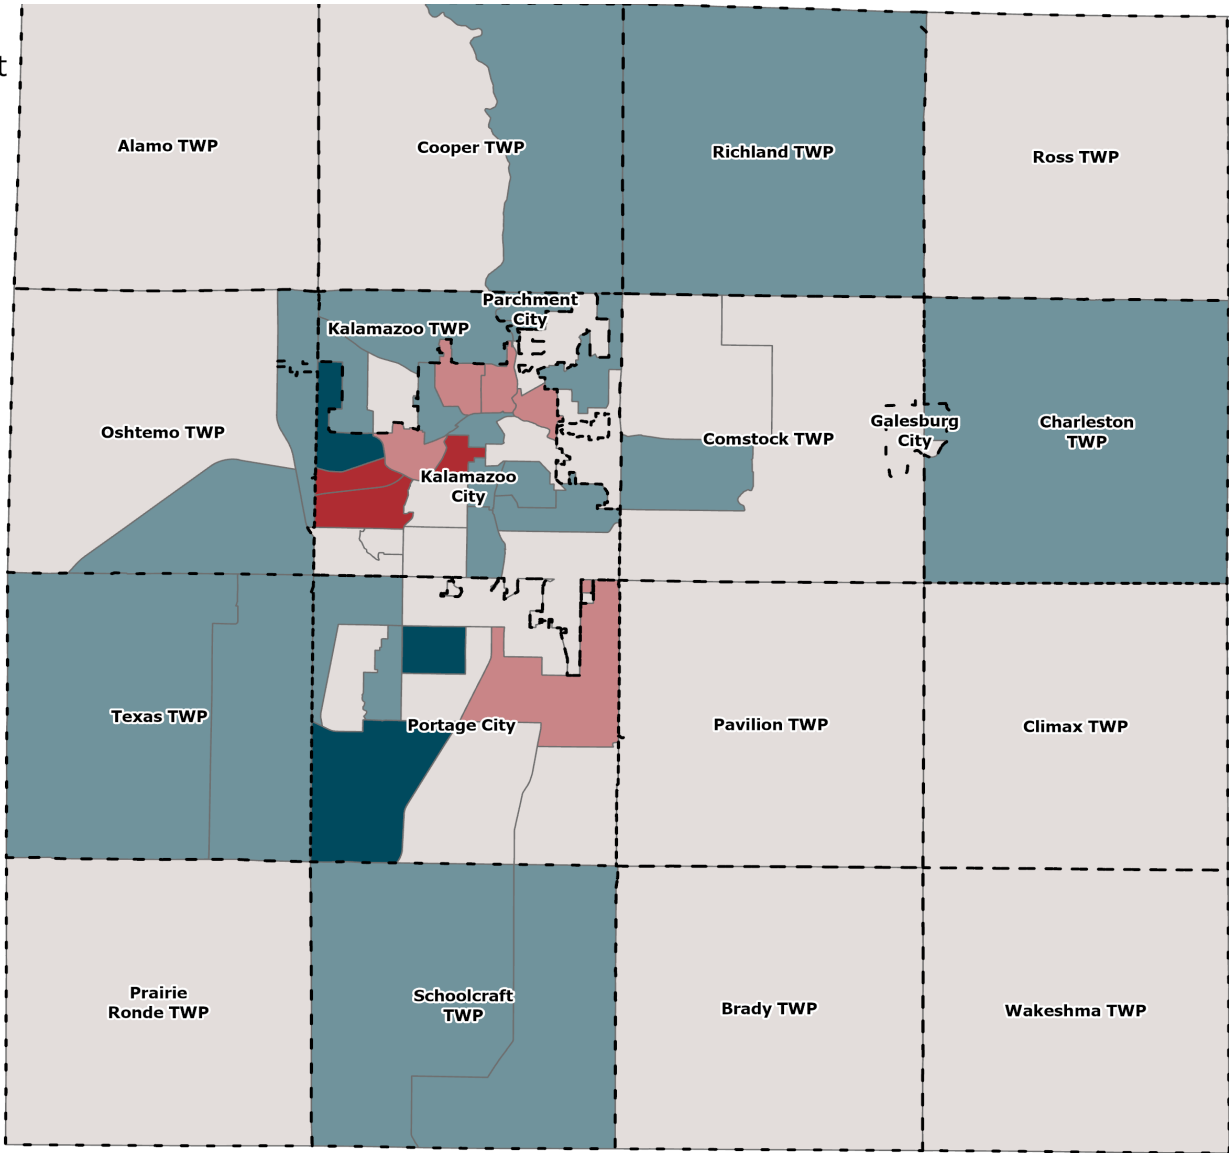 t
Alamo TWP
Cooper TWP
Richland TWP
Ross TWP
Parchment
City
Kalamazoo TWP
Oshtemo TWP
Comstock TWP
Galesburg
City
Charleston
TWP
Kalamazoo
City
Texas TWP
Portage City
Pavilion TWP
Climax TWP
Prairie
Ronde TWP
Schoolcraft
TWP
Brady TWP
Wakeshma TWP